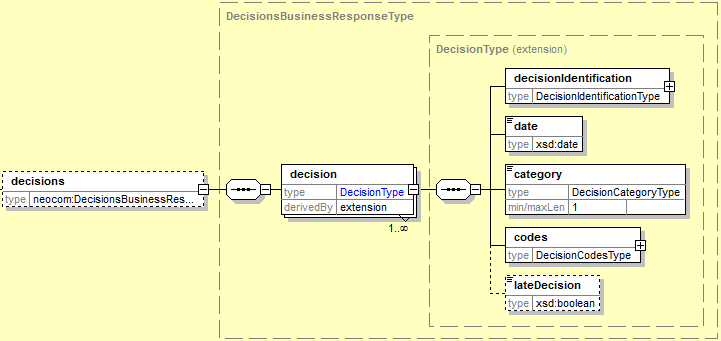 DecisionsBusinessResponseType
DecisionType (extension)
decisionIdentification
type DecisionIdentificationType
date
type xsd:date
decisions
type neocom:DecisionsBusinessRes...
decision
type DecisionType
derivedBy extension
1..∞
category
type DecisionCategoryType
min/maxLen 1
codes
type DecisionCodesType
lateDecision
type xsd:boolean